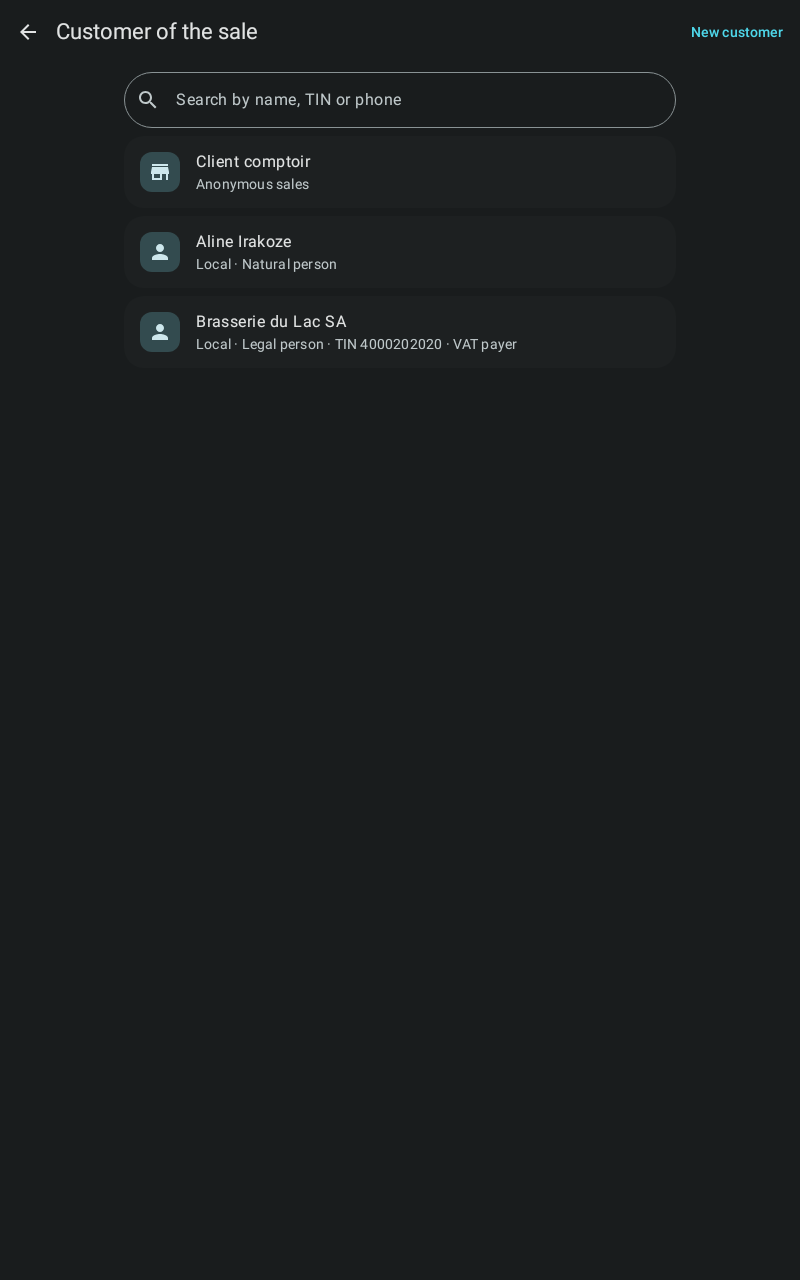 Customer of the sale
New customer
Search by name, TIN or phone
Client comptoir
Anonymous sales
Aline Irakoze
Local · Natural person
Brasserie du Lac SA
Local · Legal person · TIN 4000202020 · VAT payer